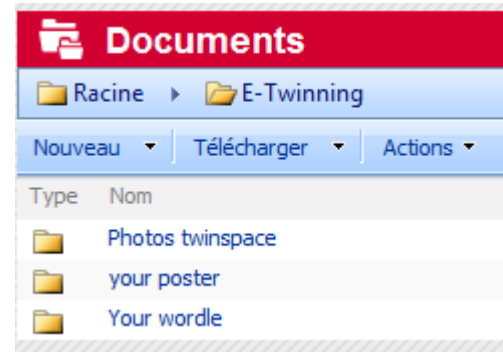 Documents
Racine E-Twinning
Nouveau Télécharger Actions
Type Nom
Photos twinspace
your poster
Your wordle